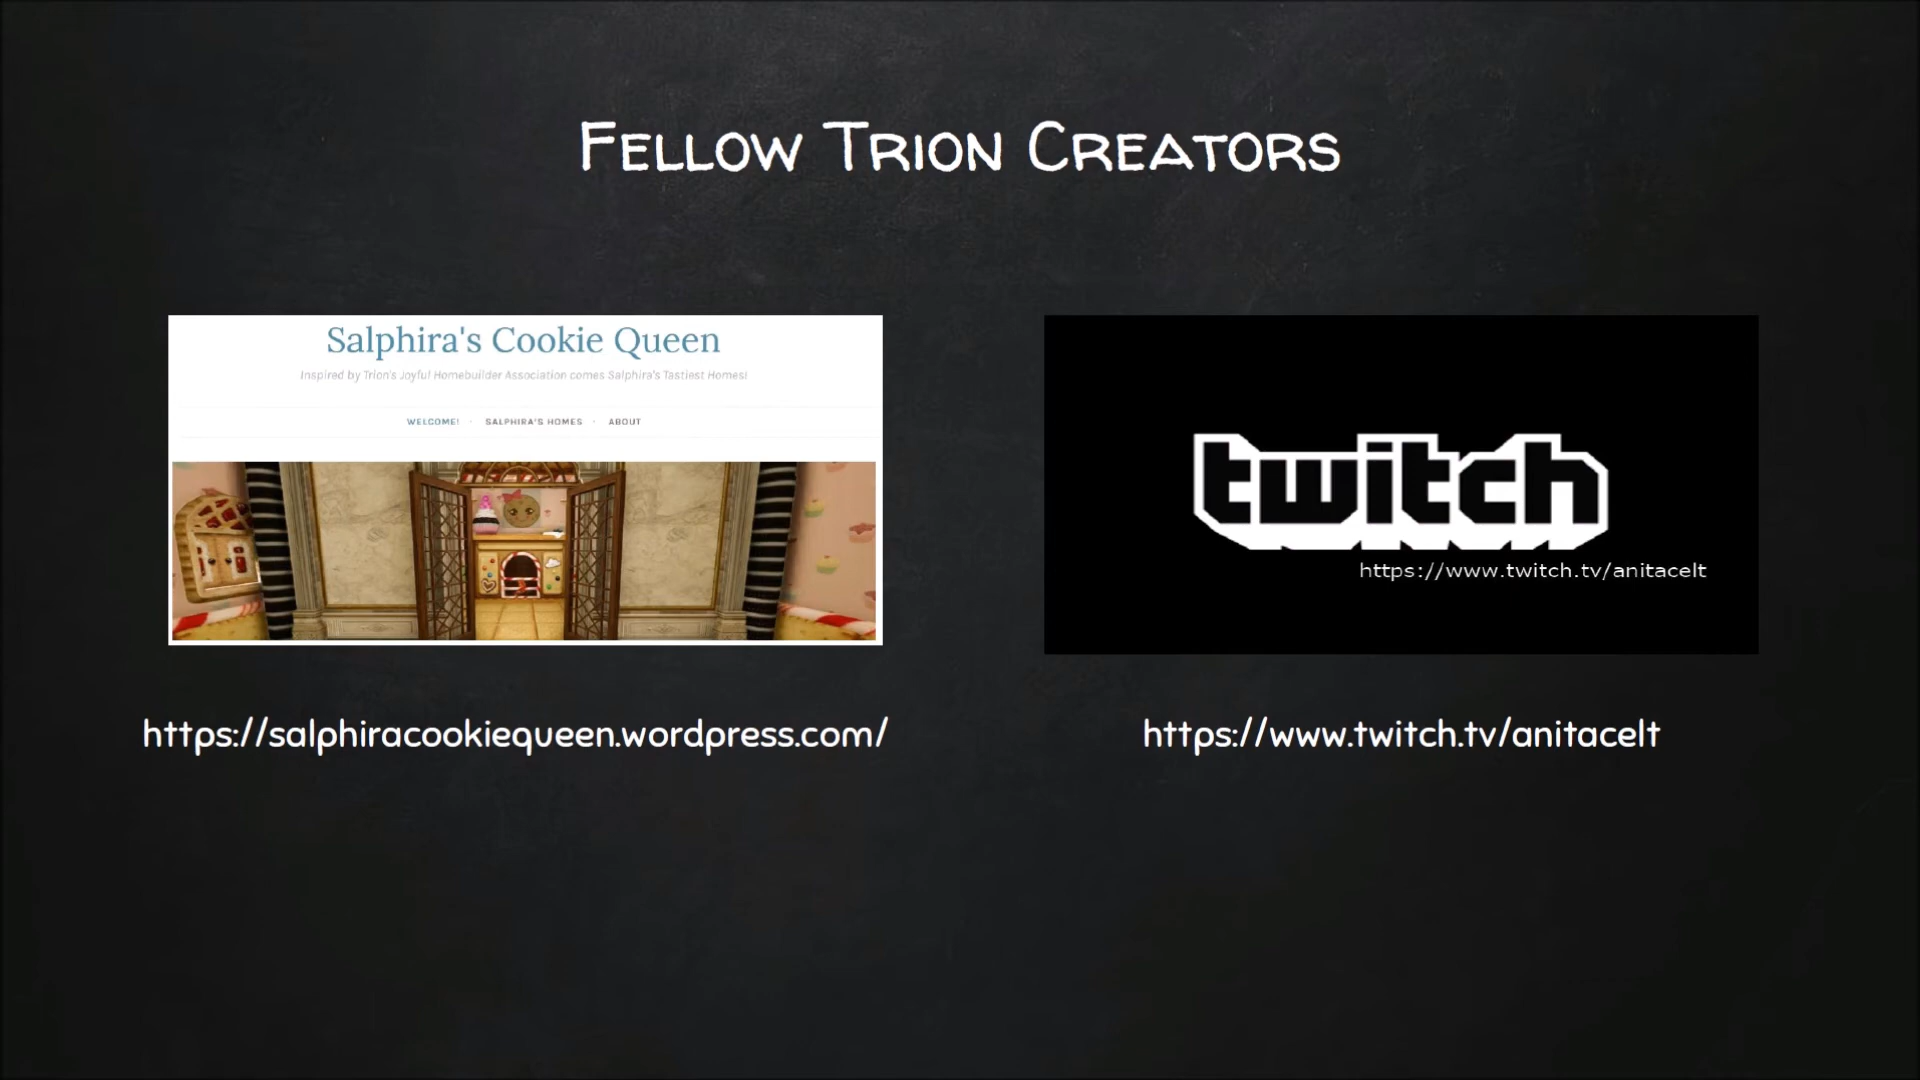 Fellow Trion Creators
Salphira's Cookie Queen
Inspired by Trion's Joyful Homebuilder Association comes Salphira's Tastiest Homes!
WELCOME! · SALPHIRA'S HOMES · ABOUT
twitch
https://www.twitch.tv/anitacelt
https://salphiracookiequeen.wordpress.com/
https://www.twitch.tv/anitacelt